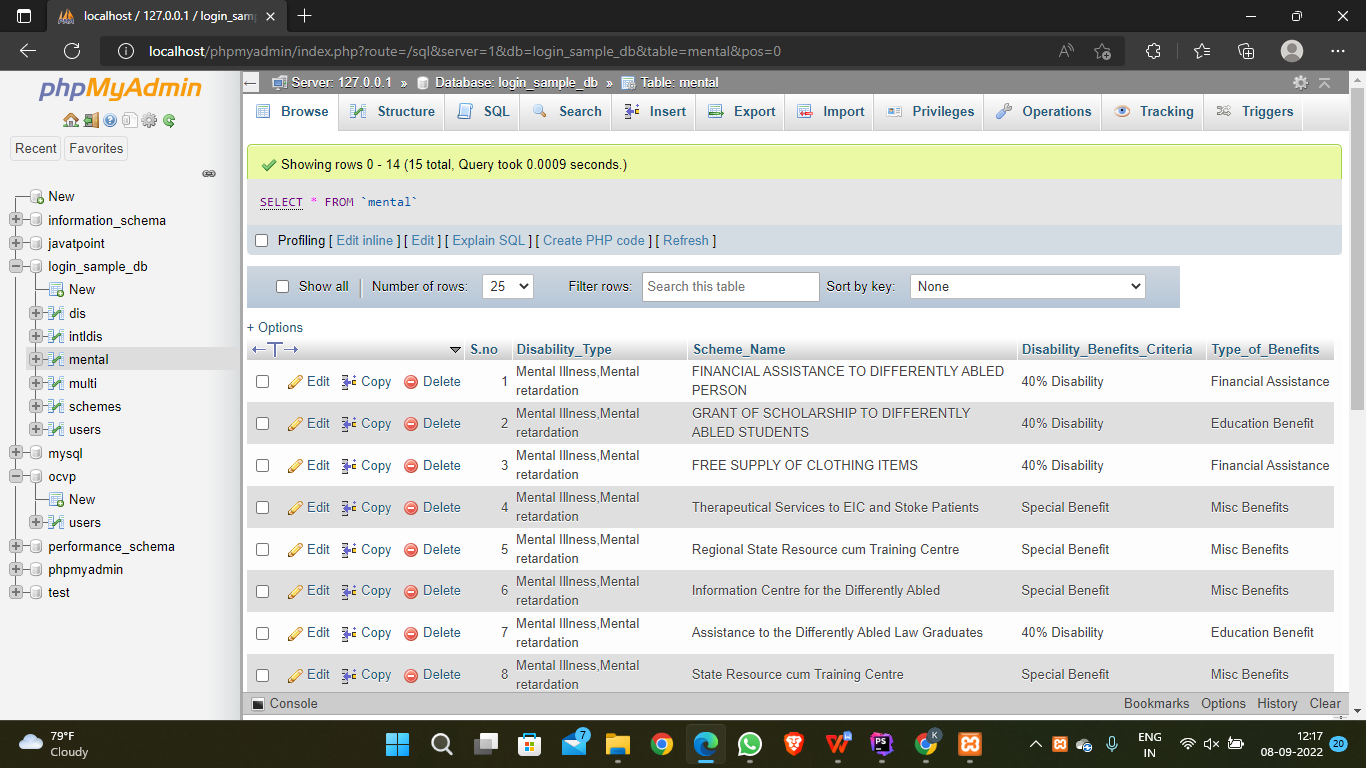 localhost / 127.0.0.1 / login_sam
localhost/phpmyadmin/index.php?route=/sql&server=1&db=login_sample_db&table=mental&pos=0
phpMyAdmin
Recent Favorites
New
information_schema
javatpoint
login_sample_db
New
dis
intldis
mental
multi
schemes
users
mysql
ocvp
New
users
performance_schema
phpmyadmin
test
Server: 127.0.0.1 » Database: login_sample_db » Table: mental
Browse Structure SQL Search Insert Export Import Privileges Operations Tracking Triggers
Showing rows 0 - 14 (15 total, Query took 0.0009 seconds.)
SELECT * FROM `mental`
Profiling [ Edit inline ] [ Edit ] [ Explain SQL ] [ Create PHP code ] [ Refresh ]
Show all Number of rows: 25 Filter rows: Search this table Sort by key: None
+ Options
←T→ S.no Disability_Type Scheme_Name Disability_Benefits_Criteria Type_of_Benefits
Edit Copy Delete 1 Mental Illness,Mental retardation FINANCIAL ASSISTANCE TO DIFFERENTLY ABLED PERSON 40% Disability Financial Assistance
Edit Copy Delete 2 Mental Illness,Mental retardation GRANT OF SCHOLARSHIP TO DIFFERENTLY ABLED STUDENTS 40% Disability Education Benefit
Edit Copy Delete 3 Mental Illness,Mental retardation FREE SUPPLY OF CLOTHING ITEMS 40% Disability Financial Assistance
Edit Copy Delete 4 Mental Illness,Mental retardation Therapeutical Services to EIC and Stoke Patients Special Benefit Misc Benefits
Edit Copy Delete 5 Mental Illness,Mental retardation Regional State Resource cum Training Centre Special Benefit Misc Benefits
Edit Copy Delete 6 Mental Illness,Mental retardation Information Centre for the Differently Abled Special Benefit Misc Benefits
Edit Copy Delete 7 Mental Illness,Mental retardation Assistance to the Differently Abled Law Graduates 40% Disability Education Benefit
Edit Copy Delete 8 Mental Illness,Mental retardation State Resource cum Training Centre Special Benefit Misc Benefits
Console Bookmarks Options History Clear
79°F
Cloudy
7
PS
K
ENG
IN
12:17
08-09-2022
20